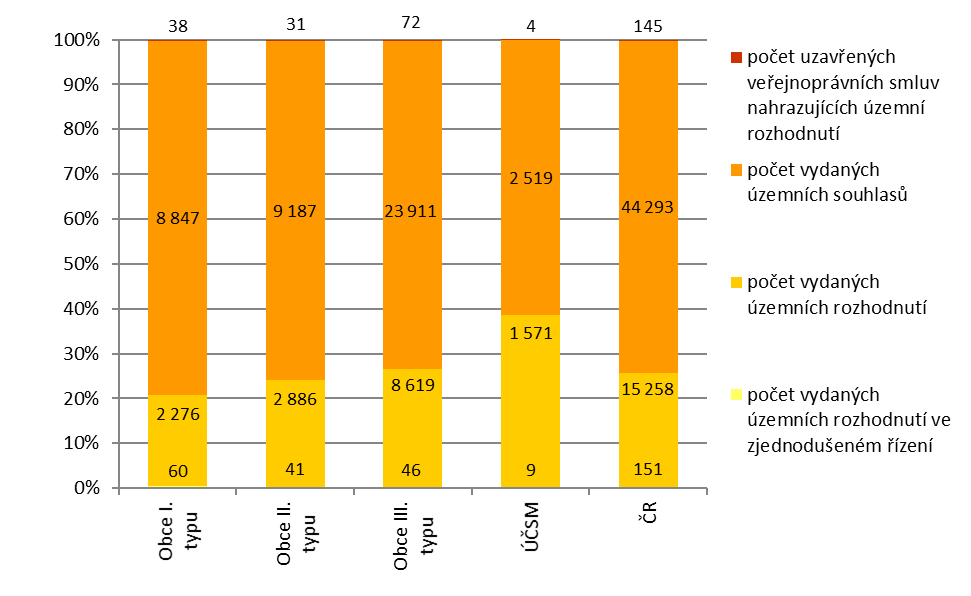 38 31 72 4 145
100%
90%
80%
70%
60%
50%
40%
30%
20%
10%
0%
8 847 9 187 23 911 2 519 44 293
2 276 2 886 8 619 1 571 15 258
60 41 46 9 151
Obce I.
typu
Obce II.
typu
Obce III.
typu
ÚČSM
ČR
počet uzavřených
veřejnoprávních smluv
nahrazujících územní
rozhodnutí
počet vydaných
územních souhlasů
počet vydaných
územních rozhodnutí
počet vydaných
územních rozhodnutí ve
zjednodušeném řízení